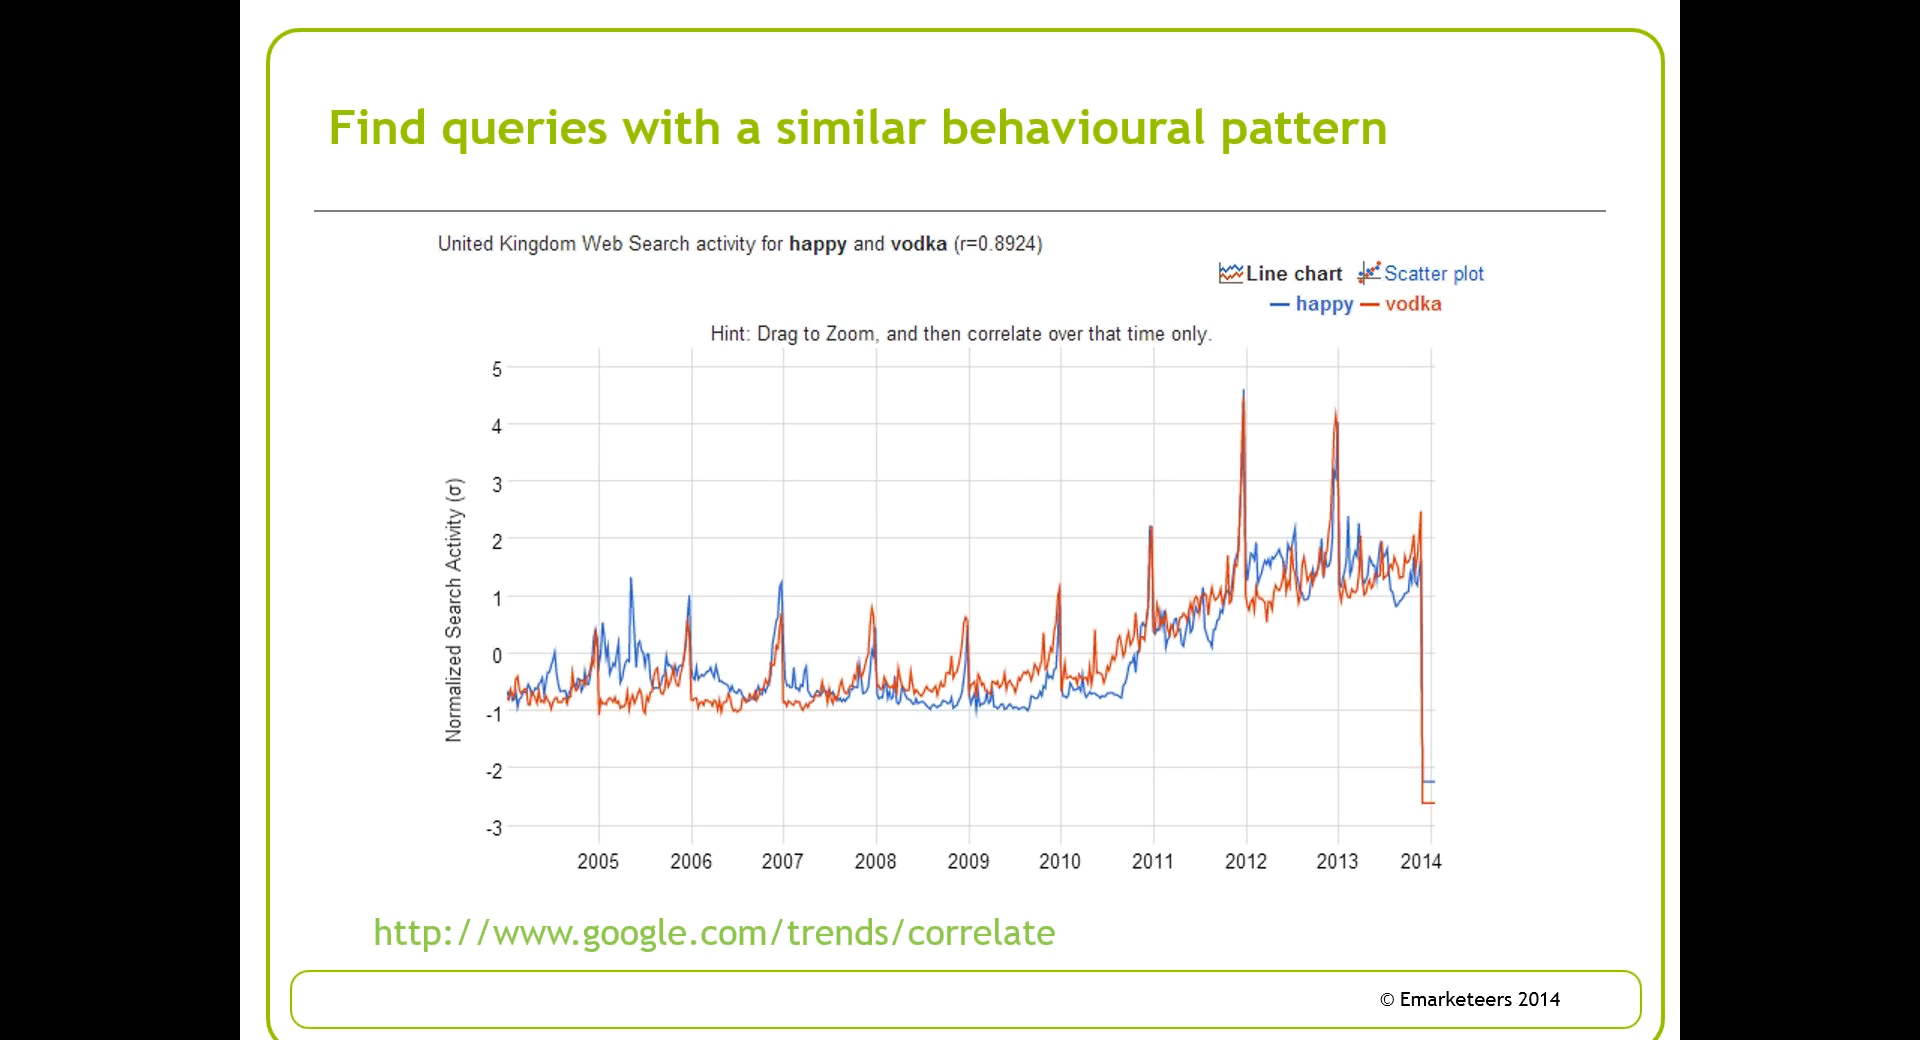 Find queries with a similar behavioural pattern
United Kingdom Web Search activity for happy and vodka (r=0.8924)
Line chart Scatter plot
happy vodka
Hint: Drag to Zoom, and then correlate over that time only.
Normalized Search Activity (σ)
5
4
3
2
1
0
-1
-2
-3
2005 2006 2007 2008 2009 2010 2011 2012 2013 2014
http://www.google.com/trends/correlate
© Emarketeers 2014